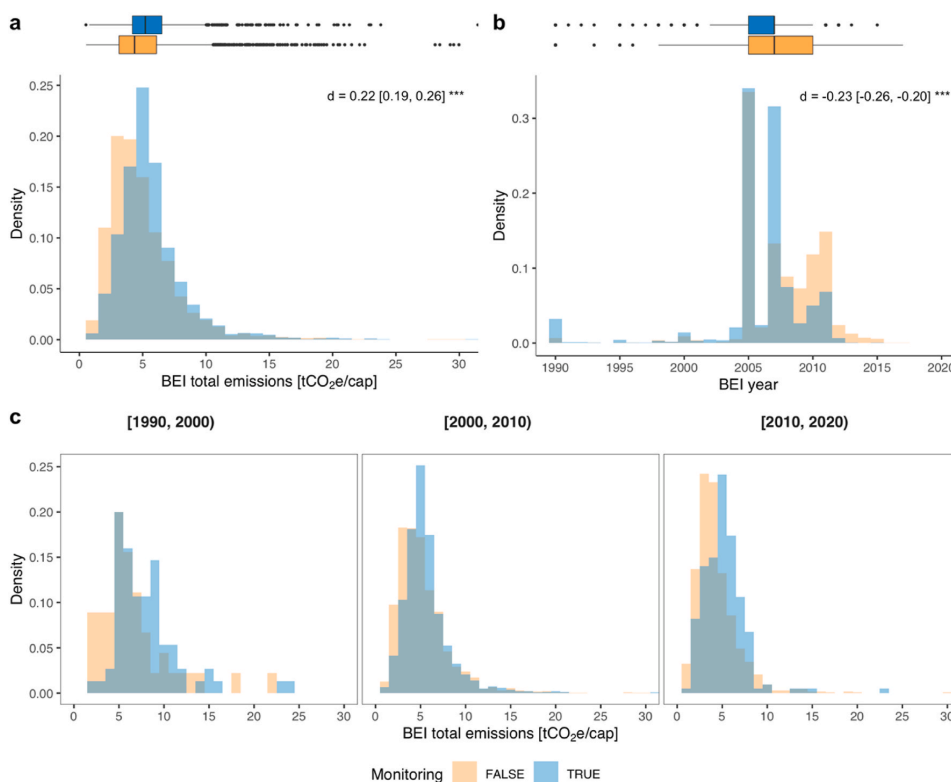 a
d = 0.22 [0.19, 0.26] ***
0.25
0.20
0.15
0.10
0.05
0.00
Density
0 5 10 15 20 25 30
BEI total emissions [tCO₂e/cap]
b
d = -0.23 [-0.26, -0.20] ***
0.3
0.2
0.1
0.0
Density
1990 1995 2000 2005 2010 2015 2020
BEI year
c
[1990, 2000) [2000, 2010) [2010, 2020)
0.25
0.20
0.15
0.10
0.05
0.00
Density
0 5 10 15 20 25 30 0 5 10 15 20 25 30 0 5 10 15 20 25 30
BEI total emissions [tCO₂e/cap]
Monitoring FALSE TRUE